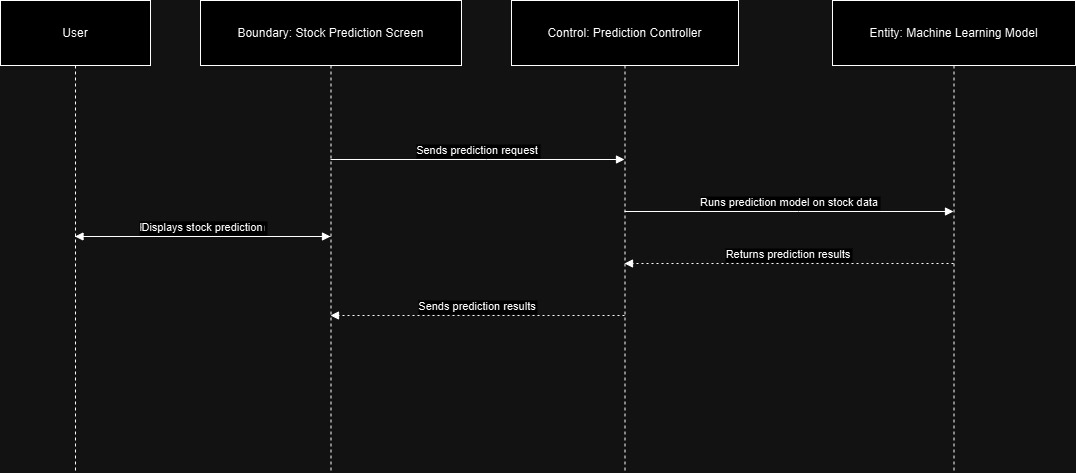 User
Boundary: Stock Prediction Screen
Control: Prediction Controller
Entity: Machine Learning Model
Sends prediction request
Runs prediction model on stock data
Displays stock prediction
Returns prediction results
Sends prediction results